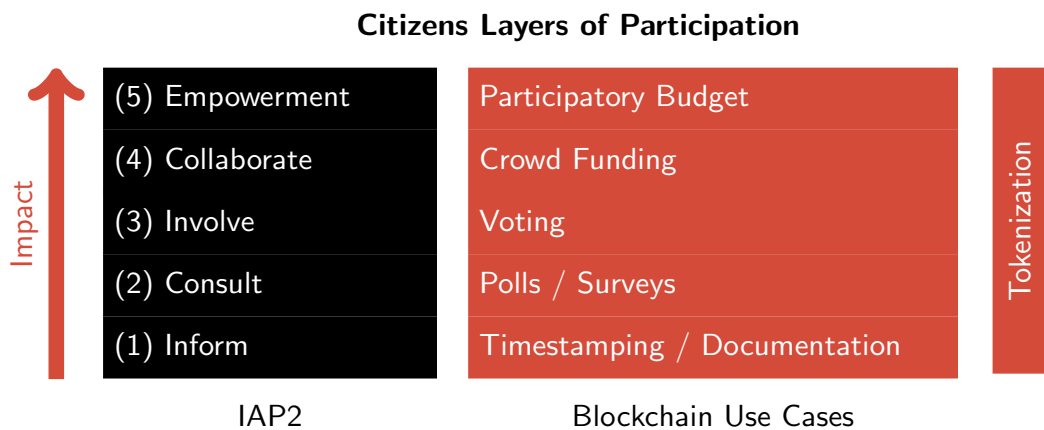 Citizens Layers of Participation
Impact
(5) Empowerment
(4) Collaborate
(3) Involve
(2) Consult
(1) Inform
IAP2
Participatory Budget
Crowd Funding
Voting
Polls / Surveys
Timestamping / Documentation
Blockchain Use Cases
Tokenization